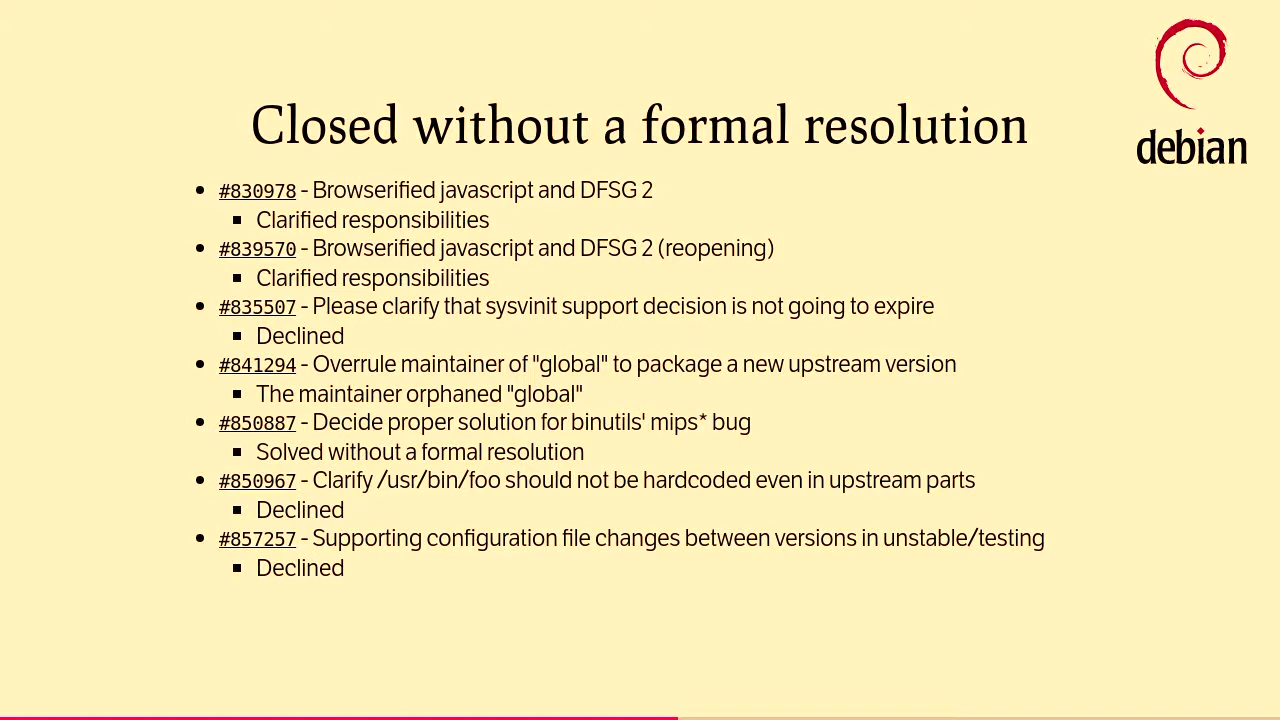 debian
Closed without a formal resolution
#830978 - Browserified javascript and DFSG 2
Clarified responsibilities
#839570 - Browserified javascript and DFSG 2 (reopening)
Clarified responsibilities
#835507 - Please clarify that sysvinit support decision is not going to expire
Declined
#841294 - Overrule maintainer of "global" to package a new upstream version
The maintainer orphaned "global"
#850887 - Decide proper solution for binutils' mips* bug
Solved without a formal resolution
#850967 - Clarify /usr/bin/foo should not be hardcoded even in upstream parts
Declined
#857257 - Supporting configuration file changes between versions in unstable/testing
Declined